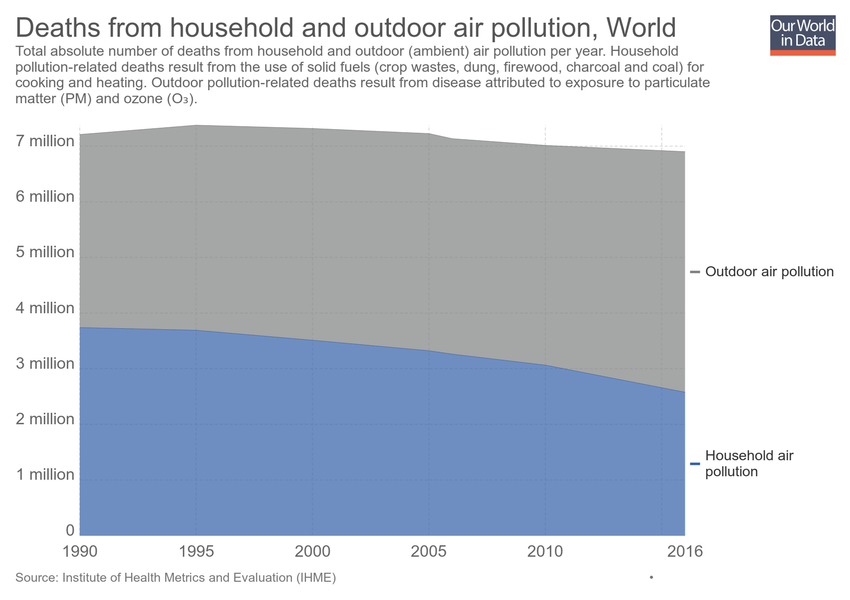 Deaths from household and outdoor air pollution, World
Our World
in Data
Total absolute number of deaths from household and outdoor (ambient) air pollution per year. Household
pollution-related deaths result from the use of solid fuels (crop wastes, dung, firewood, charcoal and coal) for
cooking and heating. Outdoor pollution-related deaths result from disease attributed to exposure to particulate
matter (PM) and ozone (O₃).
7 million
6 million
5 million
4 million
3 million
2 million
1 million
0
1990 1995 2000 2005 2010 2016
Outdoor air pollution
Household air
pollution
Source: Institute of Health Metrics and Evaluation (IHME)